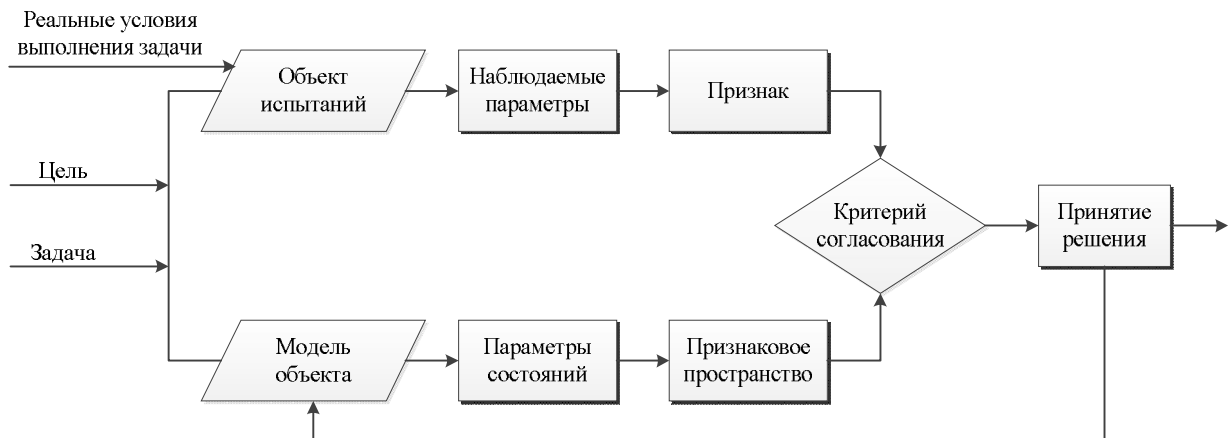 Реальные условия
выполнения задачи
Объект
испытаний
Наблюдаемые
параметры
Признак
Цель
Задача
Критерий
согласования
Принятие
решения
Модель
объекта
Параметры
состояний
Признаковое
пространство